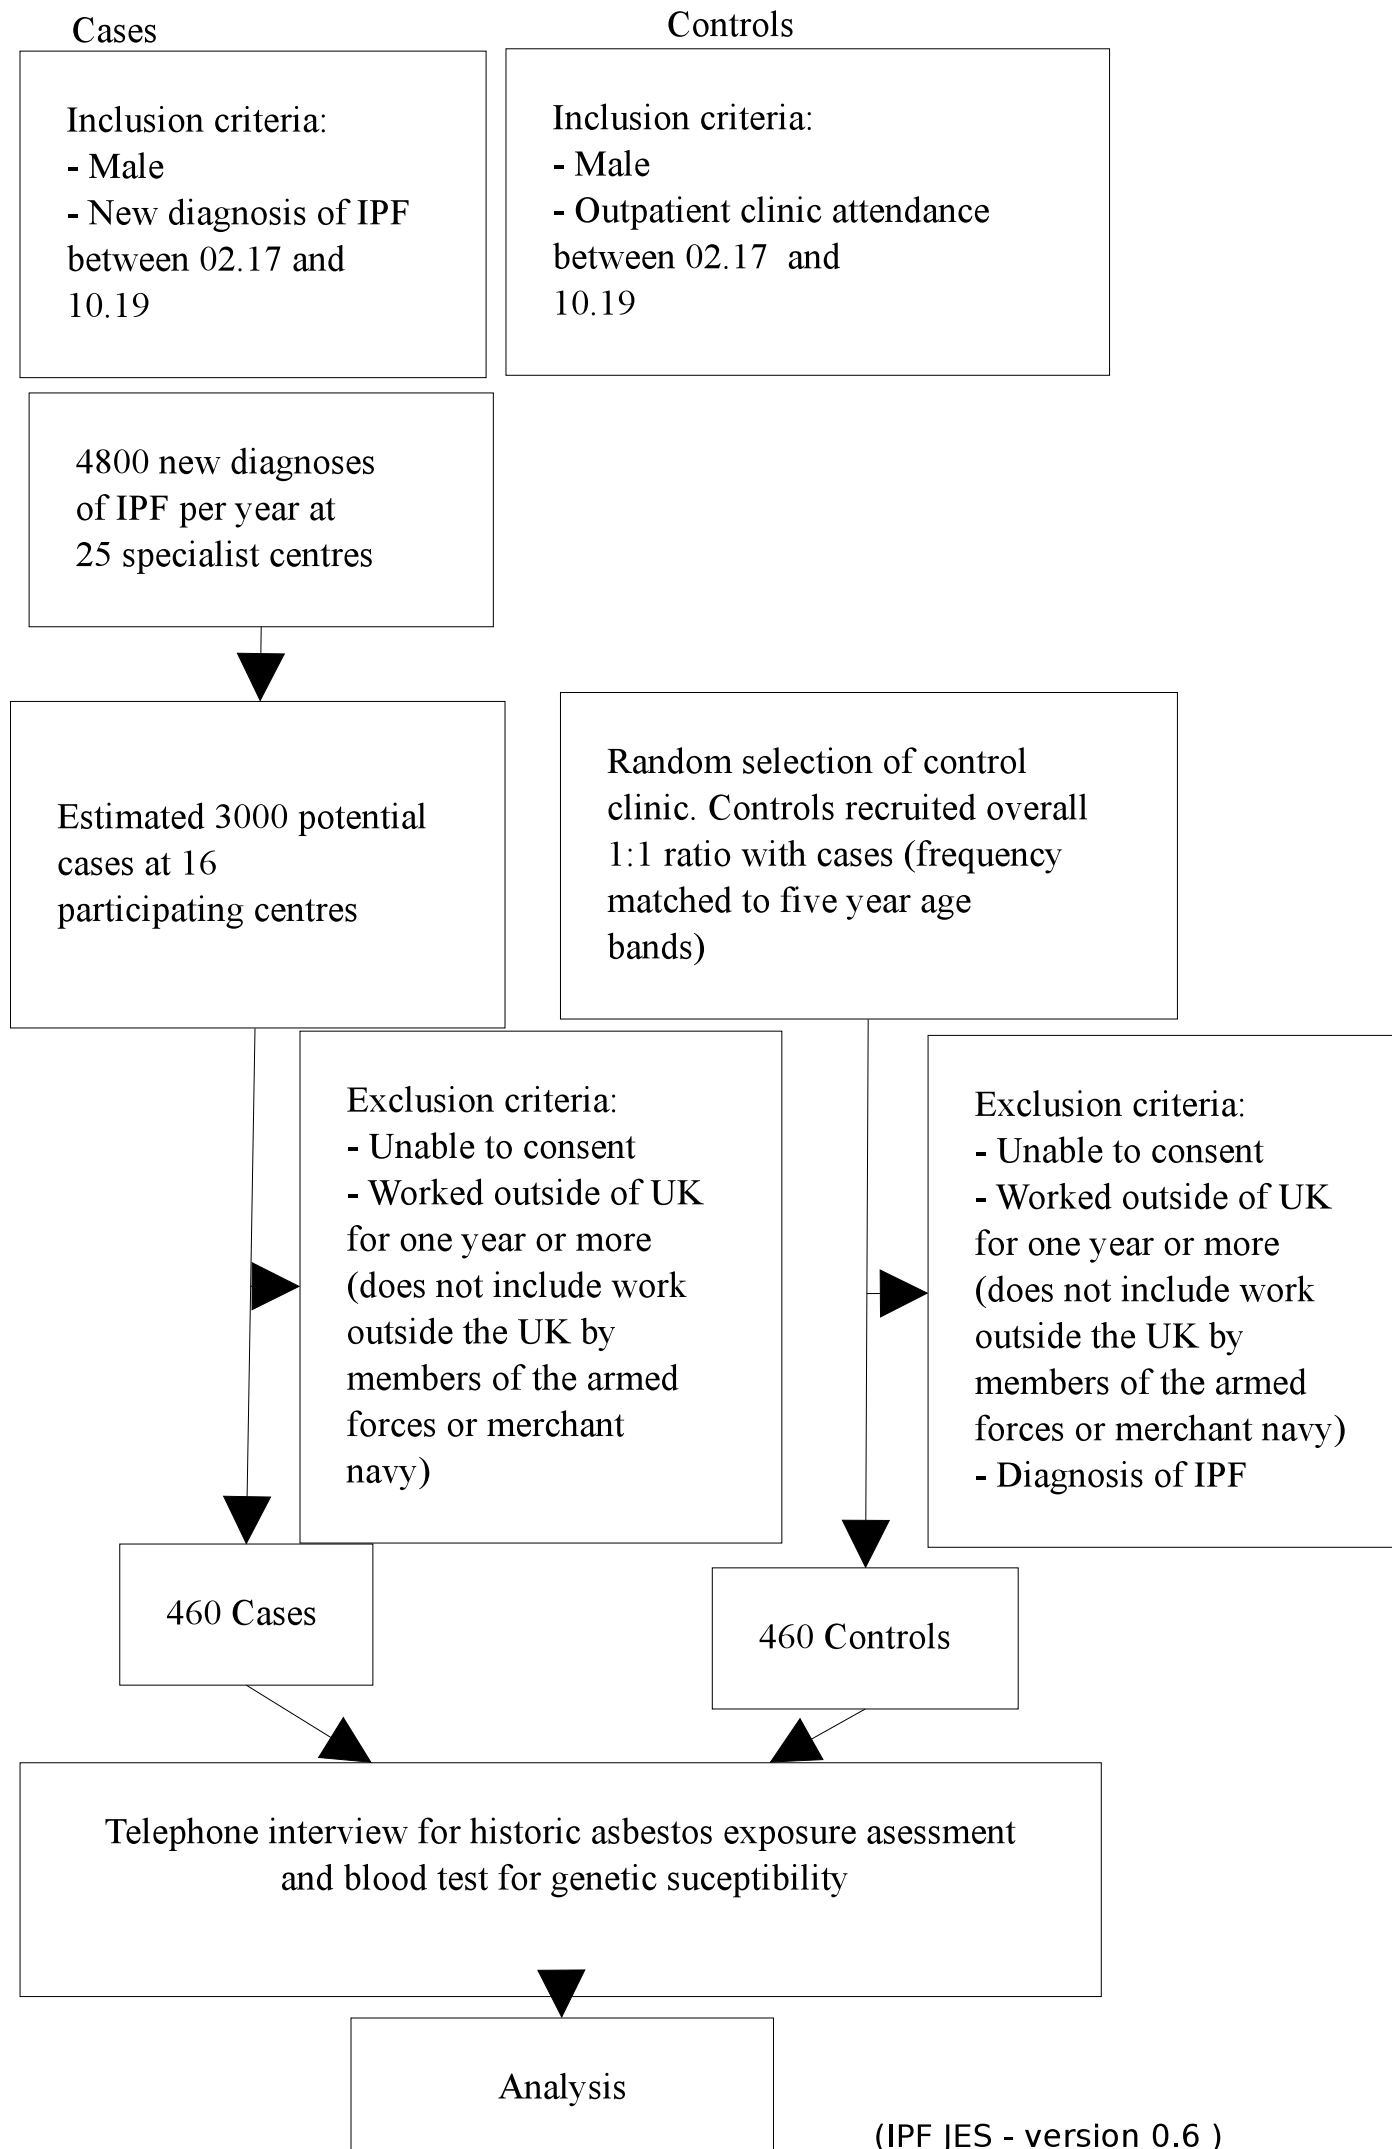 Cases
Controls
Inclusion criteria:
- Male
- New diagnosis of IPF
between 02.17 and
10.19
Inclusion criteria:
- Male
- Outpatient clinic attendance
between 02.17  and
10.19
4800 new diagnoses
of IPF per year at
25 specialist centres
Estimated 3000 potential
cases at 16
participating centres
Random selection of control
clinic. Controls recruited overall
1:1 ratio with cases (frequency
matched to five year age
bands)
Exclusion criteria:
- Unable to consent
- Worked outside of UK
for one year or more
(does not include work
outside the UK by
members of the armed
forces or merchant
navy)
Exclusion criteria:
- Unable to consent
- Worked outside of UK
for one year or more
(does not include work
outside the UK by
members of the armed
forces or merchant navy)
- Diagnosis of IPF
460 Cases
460 Controls
Telephone interview for historic asbestos exposure asessment
and blood test for genetic suceptibility
Analysis
(IPF JES - version 0.6 )